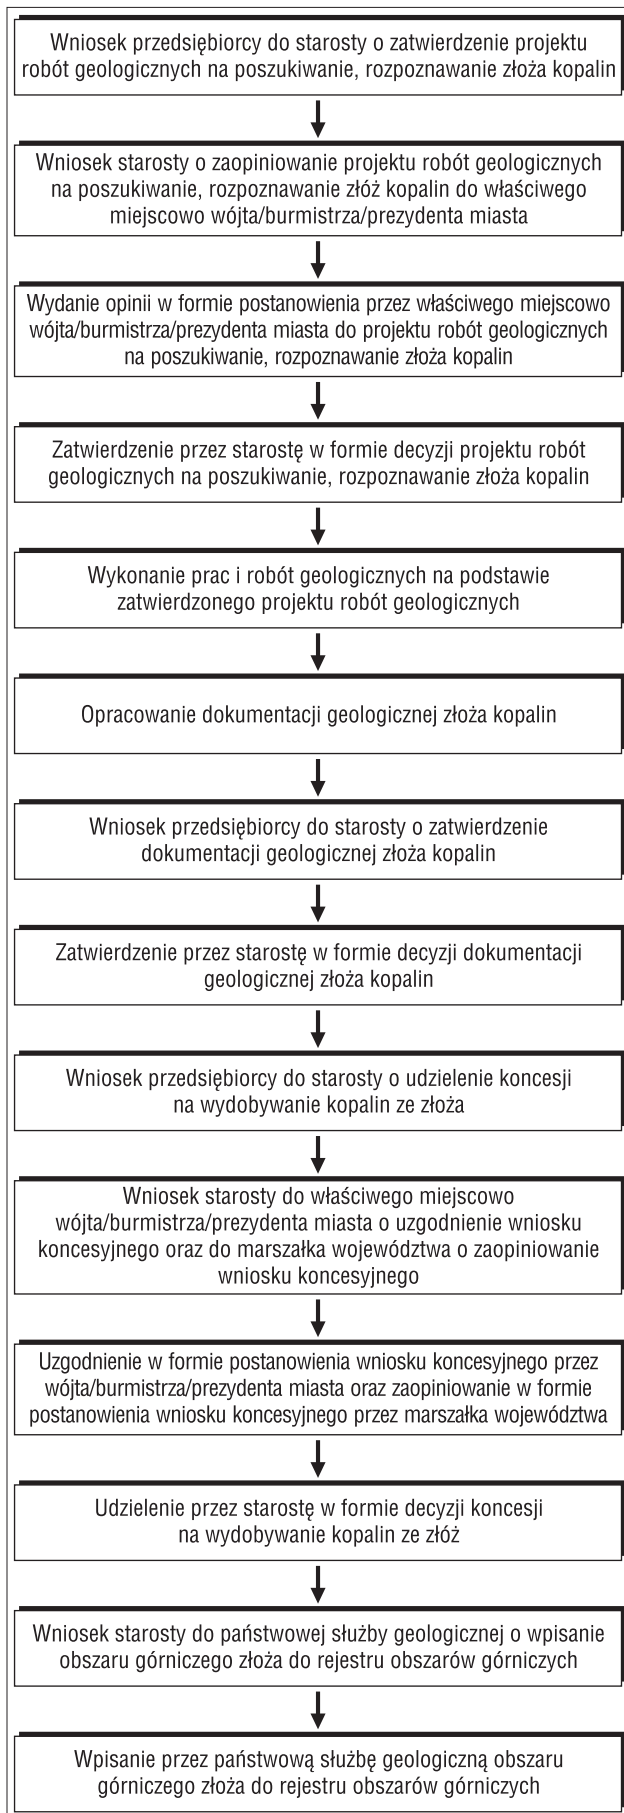 Wniosek przedsiębiorcy do starosty o zatwierdzenie projektu
robót geologicznych na poszukiwanie, rozpoznawanie złoża kopalin
Wniosek starosty o zaopiniowanie projektu robót geologicznych
na poszukiwanie, rozpoznawanie złóż kopalin do właściwego
miejscowo wójta/burmistrza/prezydenta miasta
Wydanie opinii w formie postanowienia przez właściwego miejscowo
wójta/burmistrza/prezydenta miasta do projektu robót geologicznych
na poszukiwanie, rozpoznawanie złoża kopalin
Zatwierdzenie przez starostę w formie decyzji projektu robót
geologicznych na poszukiwanie, rozpoznawanie złoża kopalin
Wykonanie prac i robót geologicznych na podstawie
zatwierdzonego projektu robót geologicznych
Opracowanie dokumentacji geologicznej złoża kopalin
Wniosek przedsiębiorcy do starosty o zatwierdzenie
dokumentacji geologicznej złoża kopalin
Zatwierdzenie przez starostę w formie decyzji dokumentacji
geologicznej złoża kopalin
Wniosek przedsiębiorcy do starosty o udzielenie koncesji
na wydobywanie kopalin ze złoża
Wniosek starosty do właściwego miejscowo
wójta/burmistrza/prezydenta miasta o uzgodnienie wniosku
koncesyjnego oraz do marszałka województwa o zaopiniowanie
wniosku koncesyjnego
Uzgodnienie w formie postanowienia wniosku koncesyjnego przez
wójta/burmistrza/prezydenta miasta oraz zaopiniowanie w formie
postanowienia wniosku koncesyjnego przez marszałka województwa
Udzielenie przez starostę w formie decyzji koncesji
na wydobywanie kopalin ze złóż
Wniosek starosty do państwowej służby geologicznej o wpisanie
obszaru górniczego złoża do rejestru obszarów górniczych
Wpisanie przez państwową służbę geologiczną obszaru
górniczego złoża do rejestru obszarów górniczych